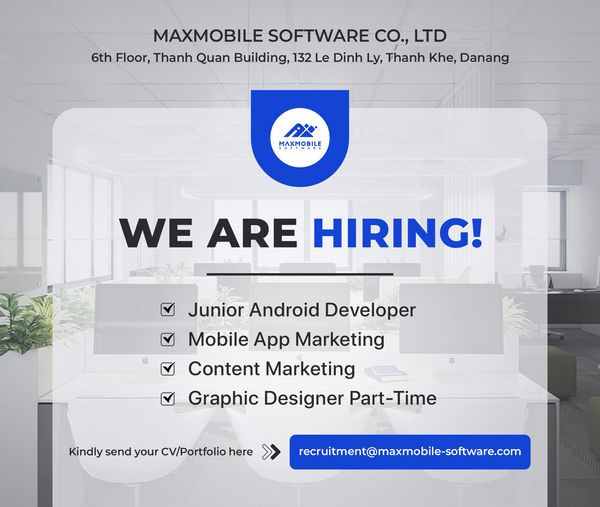 MAXMOBILE SOFTWARE CO., LTD
6th Floor, Thanh Quan Building, 132 Le Dinh Ly, Thanh Khe, Danang
MAXMOBILE
SOFTWARE
WE ARE HIRING!
Junior Android Developer
Mobile App Marketing
Content Marketing
Graphic Designer Part-Time
Kindly send your CV/Portfolio here
recruitment@maxmobile-software.com